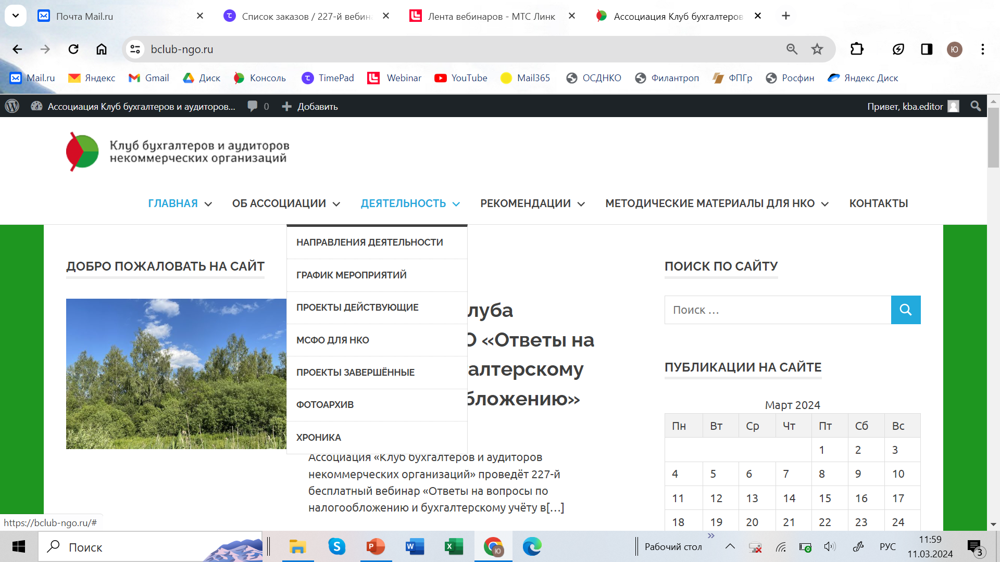 Почта Mail.ru
Список заказов / 227-й вебин
Лента вебинаров - МТС Линк
Ассоциация Клуб бухгалтеров
bclub-ngo.ru
Ю
Mail.ru
Яндекс
Gmail
Диск
Консоль
TimePad
Webinar
YouTube
Mail365
ОСДНКО
Филантроп
ФПГр
Росфин
Яндекс Диск
Ассоциация Клуб бухгалтеров и аудиторов...
0
Добавить
Привет, kba.editor
Клуб бухгалтеров и аудиторов
некоммерческих организаций
ГЛАВНАЯ
ОБ АССОЦИАЦИИ
ДЕЯТЕЛЬНОСТЬ
РЕКОМЕНДАЦИИ
МЕТОДИЧЕСКИЕ МАТЕРИАЛЫ ДЛЯ НКО
КОНТАКТЫ
НАПРАВЛЕНИЯ ДЕЯТЕЛЬНОСТИ
ГРАФИК МЕРОПРИЯТИЙ
ПРОЕКТЫ ДЕЙСТВУЮЩИЕ
МСФО ДЛЯ НКО
ПРОЕКТЫ ЗАВЕРШЁННЫЕ
ФОТОАРХИВ
ХРОНИКА
ДОБРО ПОЖАЛОВАТЬ НА САЙТ
луба
О «Ответы на
алтерскому
бложению»
Ассоциация «Клуб бухгалтеров и аудиторов
некоммерческих организаций» проведёт 227-й
бесплатный вебинар «Ответы на вопросы по
налогообложению и бухгалтерскому учёту в[…]
ПОИСК ПО САЙТУ
Поиск …
ПУБЛИКАЦИИ НА САЙТЕ
Март 2024
Пн Вт Ср Чт Пт Сб Вс
1 2 3
4 5 6 7 8 9 10
11 12 13 14 15 16 17
18 19 20 21 22 23 24
https://bclub-ngo.ru/#
Поиск
Ю
Рабочий стол
РУС
11:59
11.03.2024
3